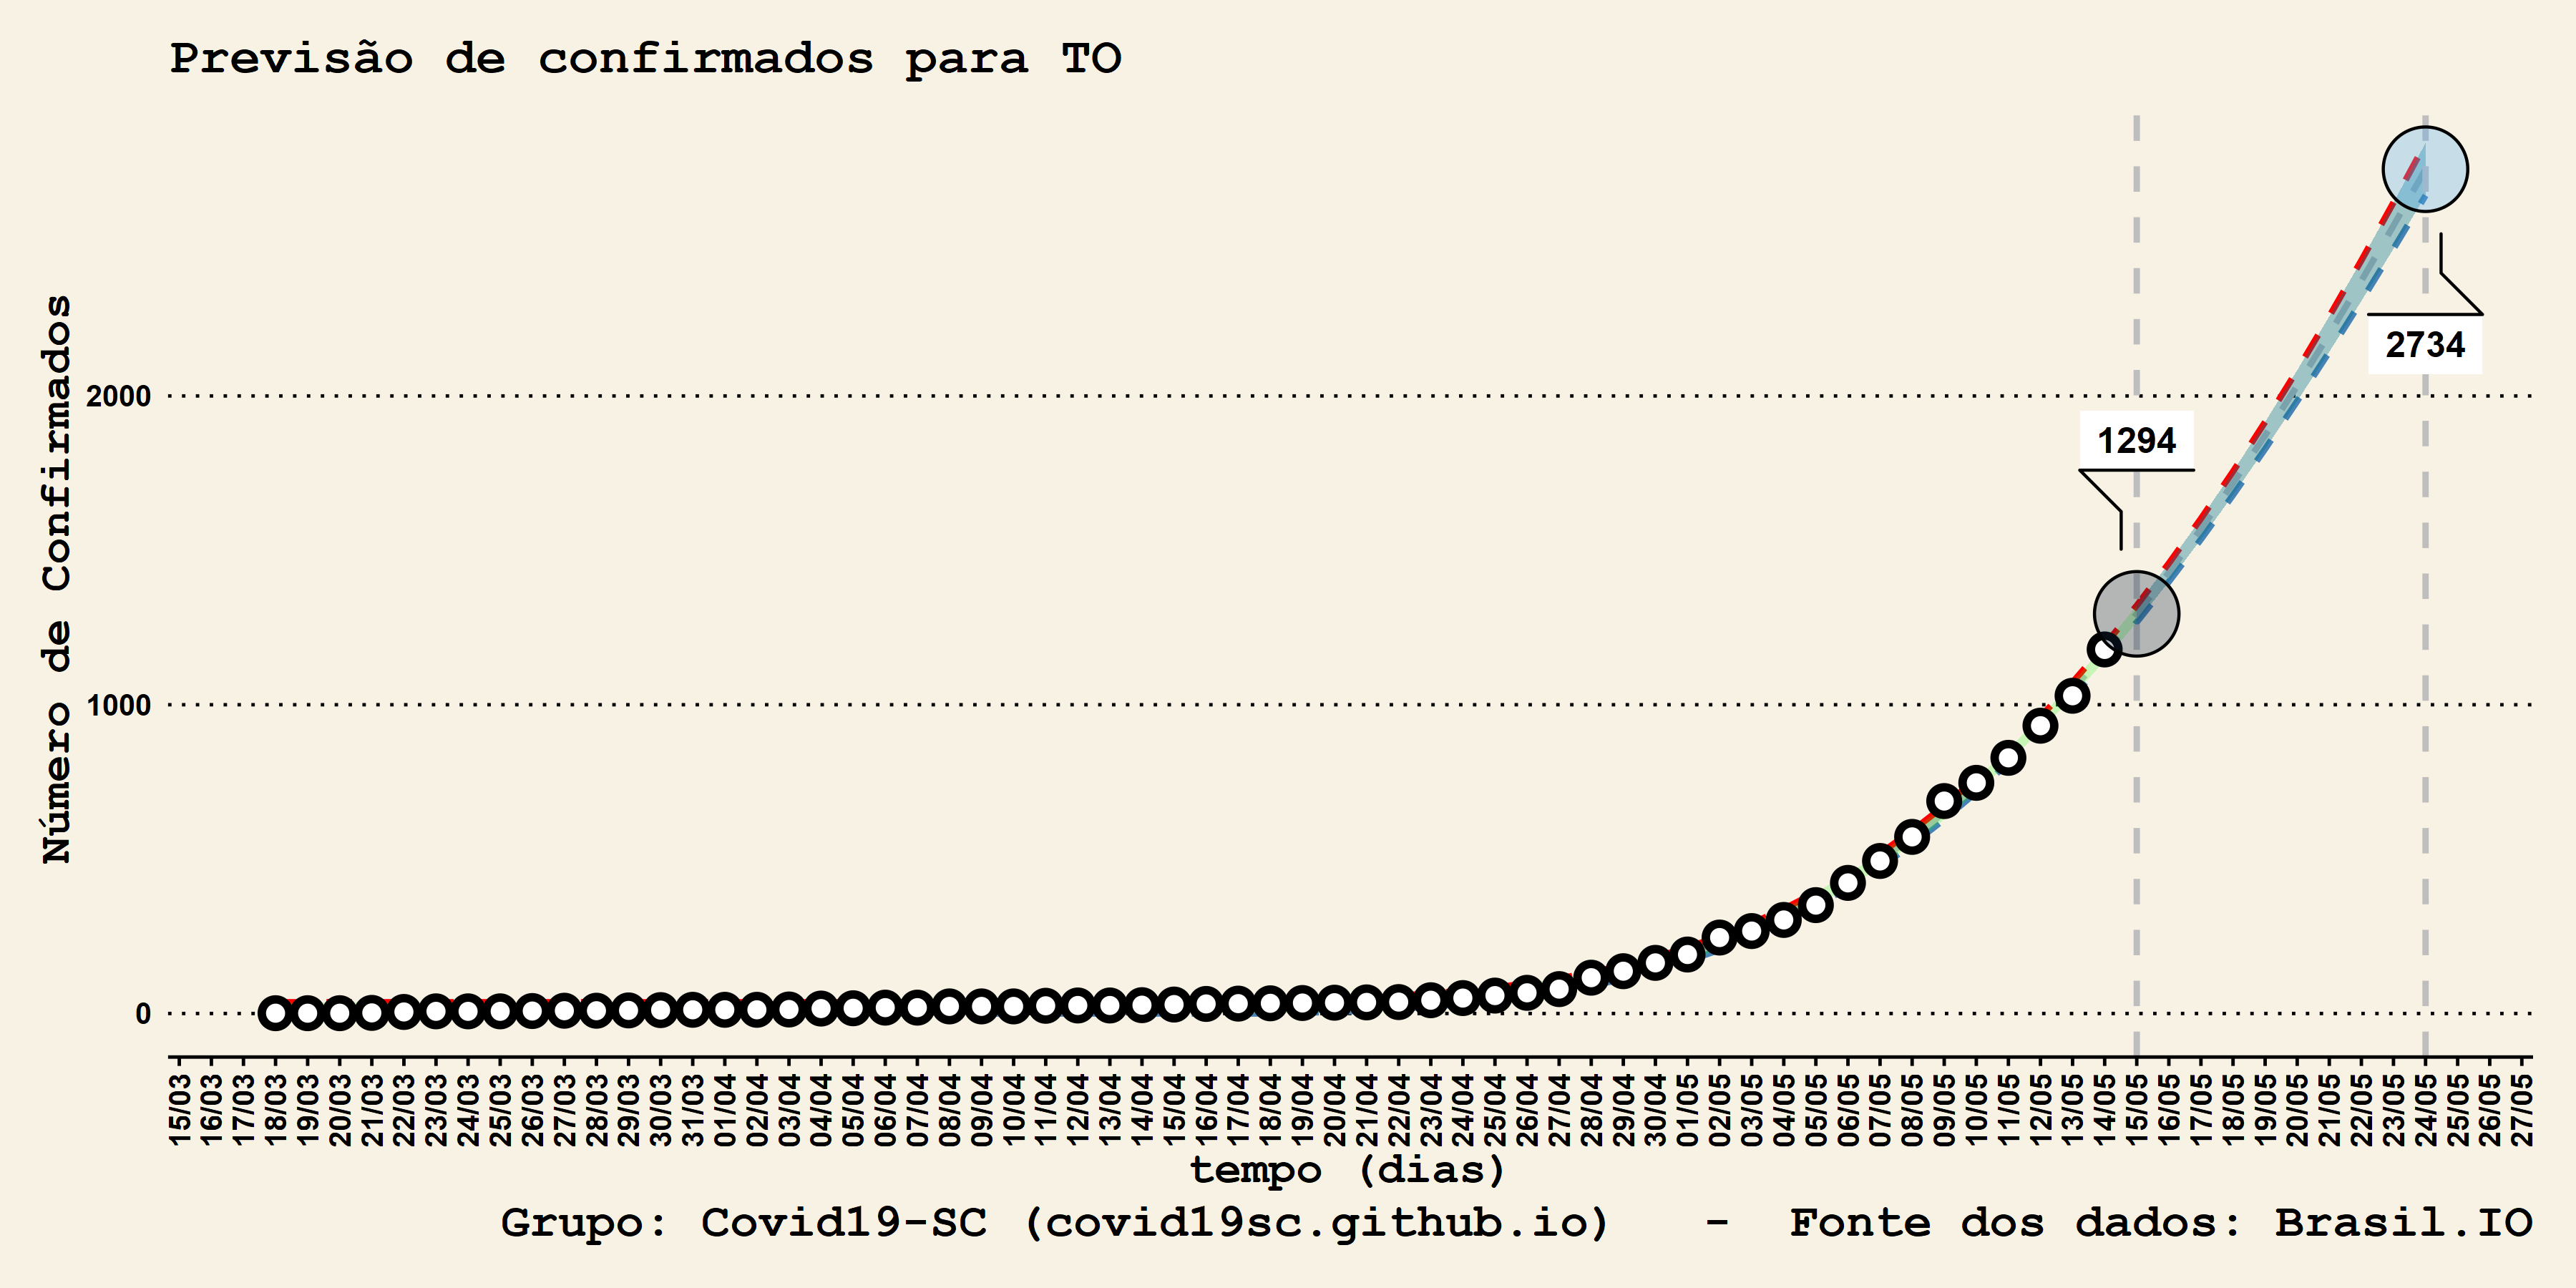 Previsão de confirmados para TO
Número de Confirmados
2000
1000
0
2734
1294
15/03 16/03 17/03 18/03 19/03 20/03 21/03 22/03 23/03 24/03 25/03 26/03 27/03 28/03 29/03 30/03 31/03 01/04 02/04 03/04 04/04 05/04 06/04 07/04 08/04 09/04 10/04 11/04 12/04 13/04 14/04 15/04 16/04 17/04 18/04 19/04 20/04 21/04 22/04 23/04 24/04 25/04 26/04 27/04 28/04 29/04 30/04 01/05 02/05 03/05 04/05 05/05 06/05 07/05 08/05 09/05 10/05 11/05 12/05 13/05 14/05 15/05 16/05 17/05 18/05 19/05 20/05 21/05 22/05 23/05 24/05 25/05 26/05 27/05
tempo (dias)
Grupo: Covid19-SC (covid19sc.github.io) - Fonte dos dados: Brasil.IO